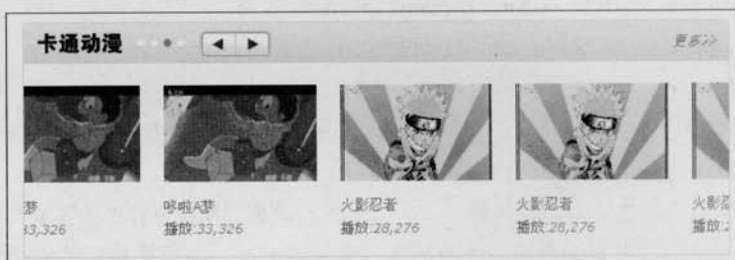 卡通动漫
更多>>
梦
33,326
哆啦A梦
播放:33,326
火影忍者
播放:28,276
火影忍者
播放:28,276
火影忍
播放:2